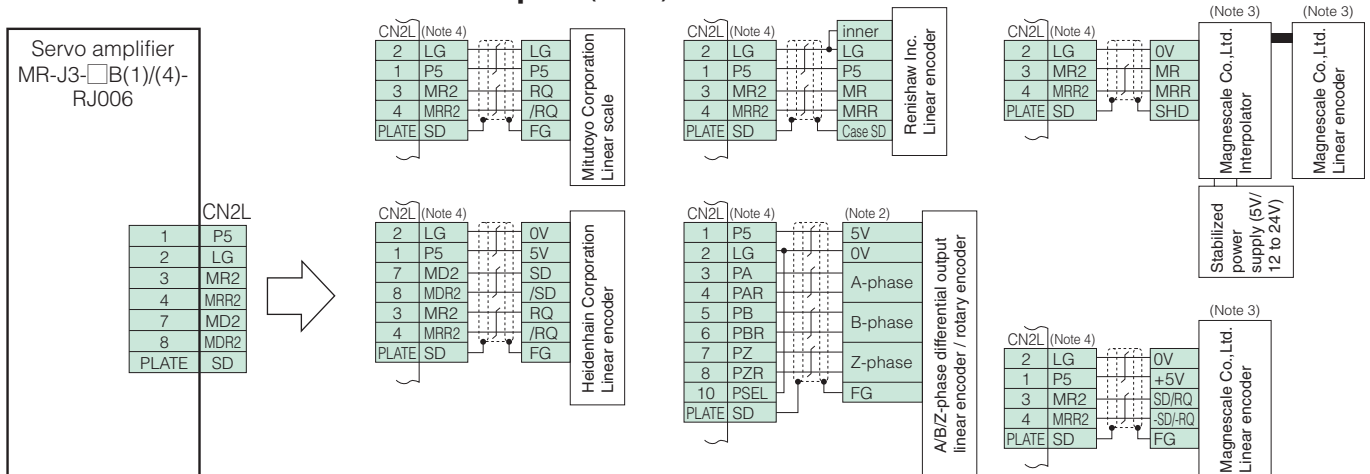 Servo amplifier
MR-J3-□B(1)/(4)-
RJ006
CN2L
1 P5
2 LG
3 MR2
4 MRR2
7 MD2
8 MDR2
PLATE SD
CN2L (Note 4)
2 LG LG
1 P5 P5
3 MR2 RQ
4 MRR2 /RQ
PLATE SD FG
Mitutoyo Corporation
Linear scale
CN2L (Note 4)
2 LG 0V
1 P5 5V
7 MD2 SD
8 MDR2 /SD
3 MR2 RQ
4 MRR2 /RQ
PLATE SD FG
Heidenhain Corporation
Linear encoder
CN2L (Note 4)
inner
2 LG LG
1 P5 P5
3 MR2 MR
4 MRR2 MRR
PLATE SD Case SD
Renishaw Inc.
Linear encoder
CN2L (Note 4) (Note 2)
1 P5 5V
2 LG 0V
3 PA
4 PAR
A-phase
5 PB
6 PBR
B-phase
7 PZ
8 PZR
Z-phase
10 PSEL FG
PLATE SD
A/B/Z-phase differential output
linear encoder / rotary encoder
(Note 3) (Note 3)
CN2L (Note 4)
2 LG 0V
3 MR2 MR
4 MRR2 MRR
PLATE SD SHD
Magnescale Co.,Ltd.
Interpolator
Magnescale Co.,Ltd.
Linear encoder
Stabilized
power
supply (5V/
12 to 24V)
(Note 3)
CN2L (Note 4)
2 LG 0V
1 P5 +5V
3 MR2 SD/RQ
4 MRR2 -SD/-RQ
PLATE SD FG
Magnescale Co.,Ltd.
Linear encoder